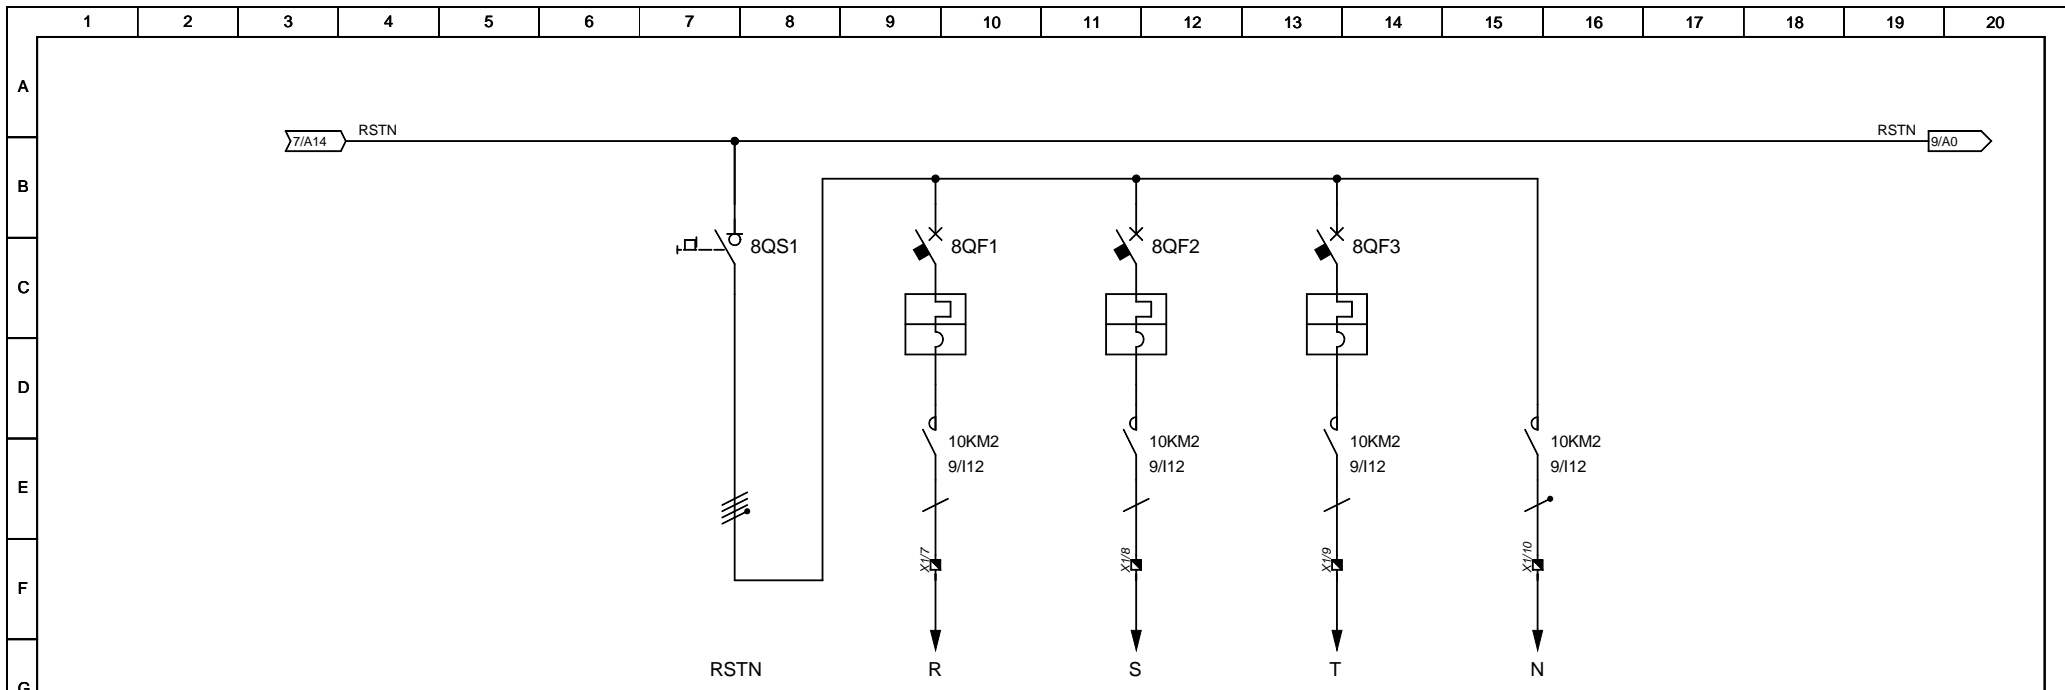 1 2 3 4 5 6 7 8 9 10 11 12 13 14 15 16 17 18 19 20
A
RSTN RSTN
7/A14 9/A0
B
8QS1 8QF1 8QF2 8QF3
C
D
10KM2 10KM2 10KM2 10KM2
9/I12 9/I12 9/I12 9/I12
E
X1/7 X1/8 X1/9 X1/10
F
RSTN R S T N
G